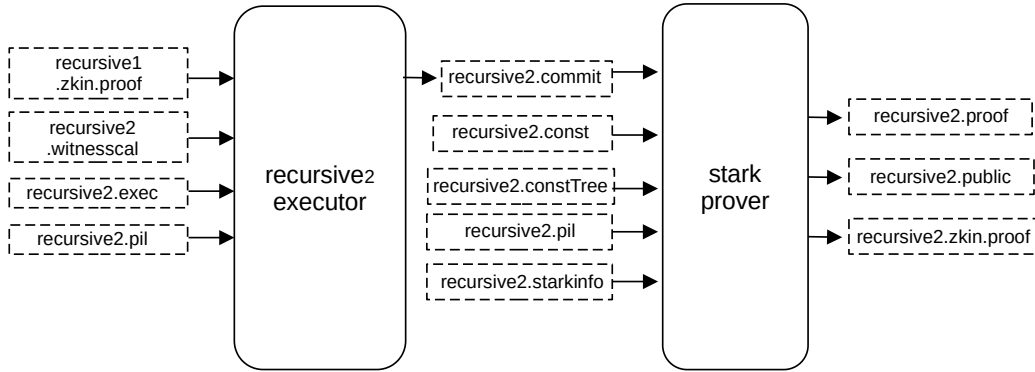 recursive1
.zkin.proof
recursive2
.witnesscal
recursive2.exec
recursive2.pil
recursive2
executor
recursive2.commit
recursive2.const
recursive2.constTree
recursive2.pil
recursive2.starkinfo
stark
prover
recursive2.proof
recursive2.public
recursive2.zkin.proof